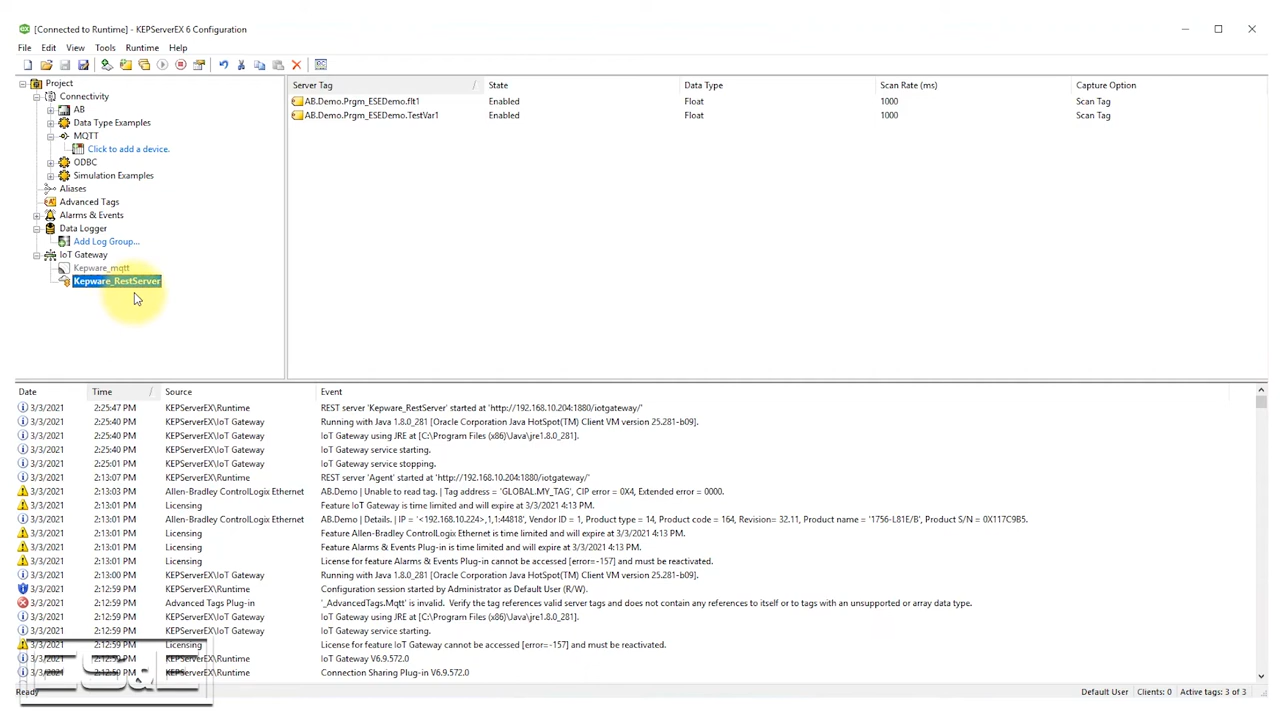 [Connected to Runtime] - KEPServerEX 6 Configuration
File Edit View Tools Runtime Help
Project
Connectivity
AB
Data Type Examples
MQTT
Click to add a device.
ODBC
Simulation Examples
Aliases
Advanced Tags
Alarms & Events
Data Logger
Add Log Group...
IoT Gateway
Kepware_mqtt
Kepware_RestServer
Server Tag State Data Type Scan Rate (ms) Capture Option
AB.Demo.Prgm_ESEDemo.flt1 Enabled Float 1000 Scan Tag
AB.Demo.Prgm_ESEDemo.TestVar1 Enabled Float 1000 Scan Tag
Date Time Source Event
3/3/2021 2:25:47 PM KEPServerEX\Runtime REST server 'Kepware_RestServer' started at 'http://192.168.10.204:1880/iotgateway/'
3/3/2021 2:25:40 PM KEPServerEX\IoT Gateway Running with Java 1.8.0_281 [Oracle Corporation Java HotSpot(TM) Client VM version 25.281-b09].
3/3/2021 2:25:40 PM KEPServerEX\IoT Gateway IoT Gateway using JRE at [C:\Program Files (x86)\Java\jre1.8.0_281].
3/3/2021 2:25:40 PM KEPServerEX\IoT Gateway IoT Gateway service starting.
3/3/2021 2:25:01 PM KEPServerEX\IoT Gateway IoT Gateway service stopping.
3/3/2021 2:13:07 PM KEPServerEX\Runtime REST server 'Agent' started at 'http://192.168.10.204:1880/iotgateway/'
3/3/2021 2:13:03 PM Allen-Bradley ControlLogix Ethernet AB.Demo | Unable to read tag. | Tag address = 'GLOBAL.MY_TAG', CIP error = 0X4, Extended error = 0000.
3/3/2021 2:13:01 PM Licensing Feature IoT Gateway is time limited and will expire at 3/3/2021 4:13 PM.
3/3/2021 2:13:01 PM Allen-Bradley ControlLogix Ethernet AB.Demo | Details. | IP = '<192.168.10.224>,1,1:44818', Vendor ID = 1, Product type = 14, Product code = 164, Revision= 32.11, Product name = '1756-L81E/B', Product S/N = 0X117C9B5.
3/3/2021 2:13:01 PM Licensing Feature Allen-Bradley ControlLogix Ethernet is time limited and will expire at 3/3/2021 4:13 PM.
3/3/2021 2:13:01 PM Licensing Feature Alarms & Events Plug-in is time limited and will expire at 3/3/2021 4:13 PM.
3/3/2021 2:13:01 PM Licensing License for feature Alarms & Events Plug-in cannot be accessed [error=-157] and must be reactivated.
3/3/2021 2:13:00 PM KEPServerEX\IoT Gateway Running with Java 1.8.0_281 [Oracle Corporation Java HotSpot(TM) Client VM version 25.281-b09].
3/3/2021 2:12:59 PM KEPServerEX\Runtime Configuration session started by Administrator as Default User (R/W).
3/3/2021 2:12:59 PM Advanced Tags Plug-in '_AdvancedTags.Mqtt' is invalid. Verify the tag references valid server tags and does not contain any references to itself or to tags with an unsupported or array data type.
3/3/2021 2:12:59 PM KEPServerEX\IoT Gateway IoT Gateway using JRE at [C:\Program Files (x86)\Java\jre1.8.0_281].
3/3/2021 2:12:59 PM KEPServerEX\IoT Gateway IoT Gateway service starting.
3/3/2021 2:12:59 PM Licensing License for feature IoT Gateway cannot be accessed [error=-157] and must be reactivated.
3/3/2021 2:12:59 PM KEPServerEX\Runtime IoT Gateway V6.9.572.0
3/3/2021 2:12:59 PM KEPServerEX\Runtime Connection Sharing Plug-in V6.9.572.0
ES&E
Ready Default User Clients: 0 Active tags: 3 of 3